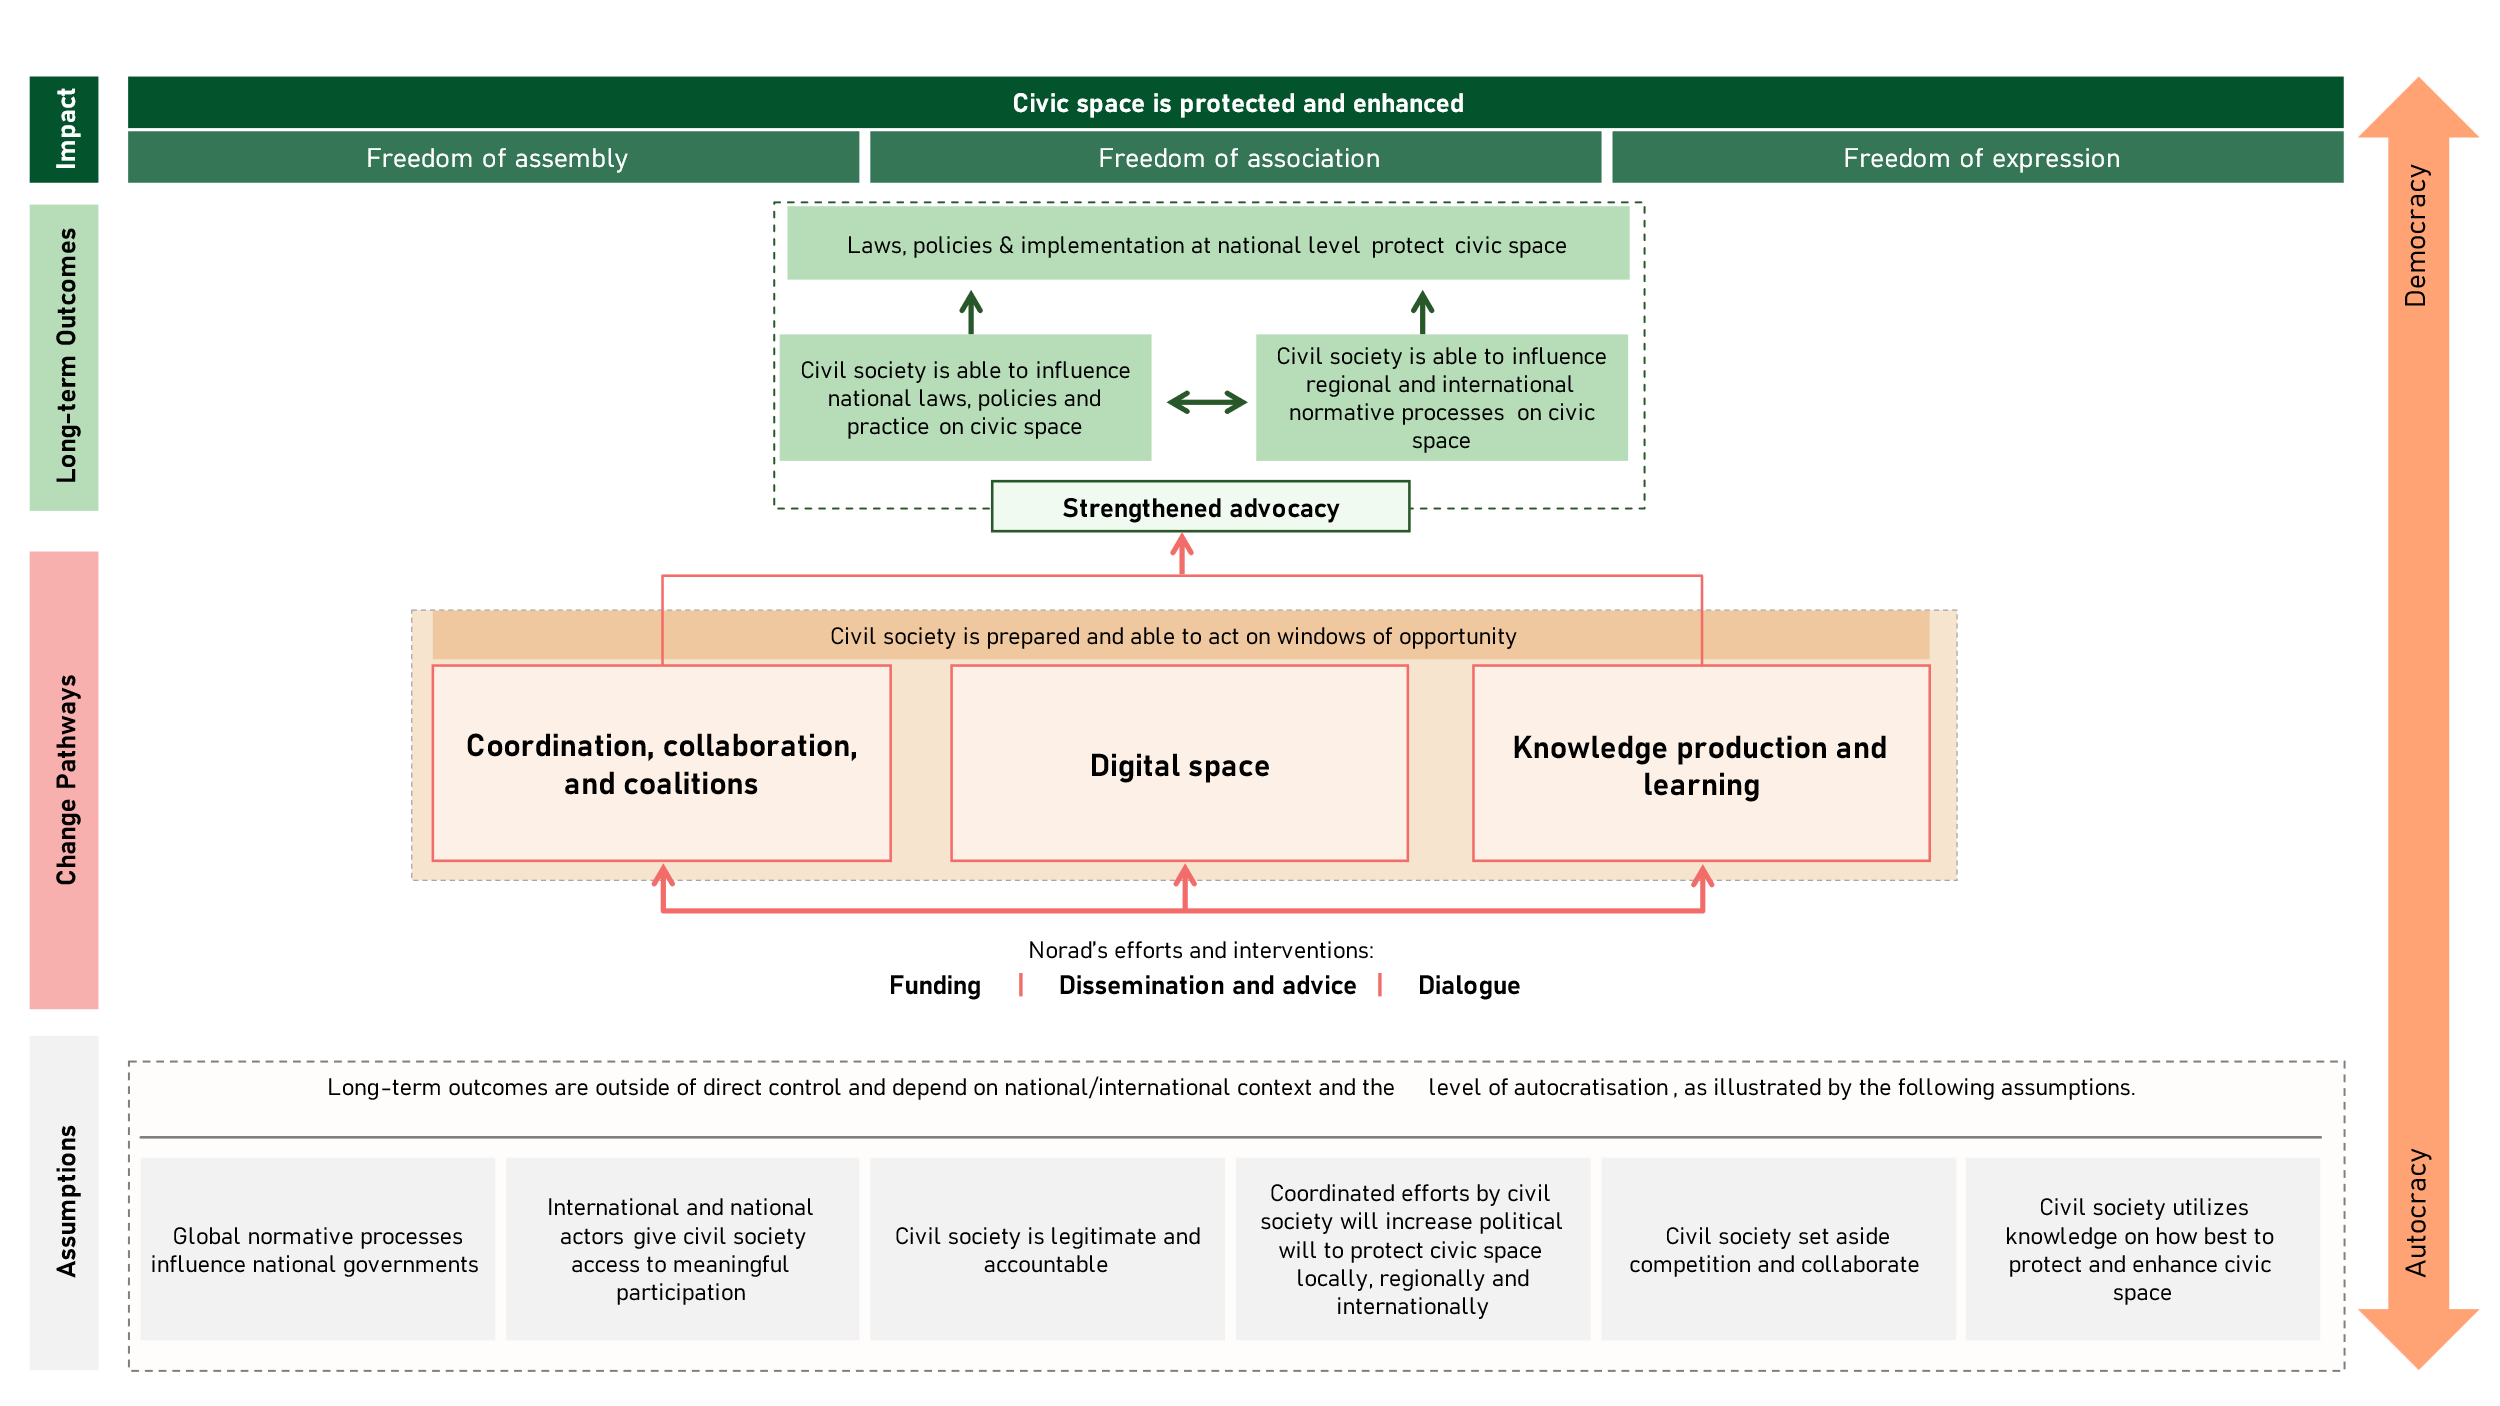 Impact
Civic space is protected and enhanced
Freedom of assembly
Freedom of association
Freedom of expression
Democracy
Long-term Outcomes
Laws, policies & implementation at national level protect civic space
Civil society is able to influence
national laws, policies and
practice on civic space
Civil society is able to influence
regional and international
normative processes on civic
space
Strengthened advocacy
Change Pathways
Civil society is prepared and able to act on windows of opportunity
Coordination, collaboration,
and coalitions
Digital space
Knowledge production and
learning
Norad's efforts and interventions:
Funding
Dissemination and advice
Dialogue
Assumptions
Long-term outcomes are outside of direct control and depend on national/international context and the level of autocratisation, as illustrated by the following assumptions.
Global normative processes
influence national governments
International and national
actors give civil society
access to meaningful
participation
Civil society is legitimate and
accountable
Coordinated efforts by civil
society will increase political
will to protect civic space
locally, regionally and
internationally
Civil society set aside
competition and collaborate
Civil society utilizes
knowledge on how best to
protect and enhance civic
space
Autocracy